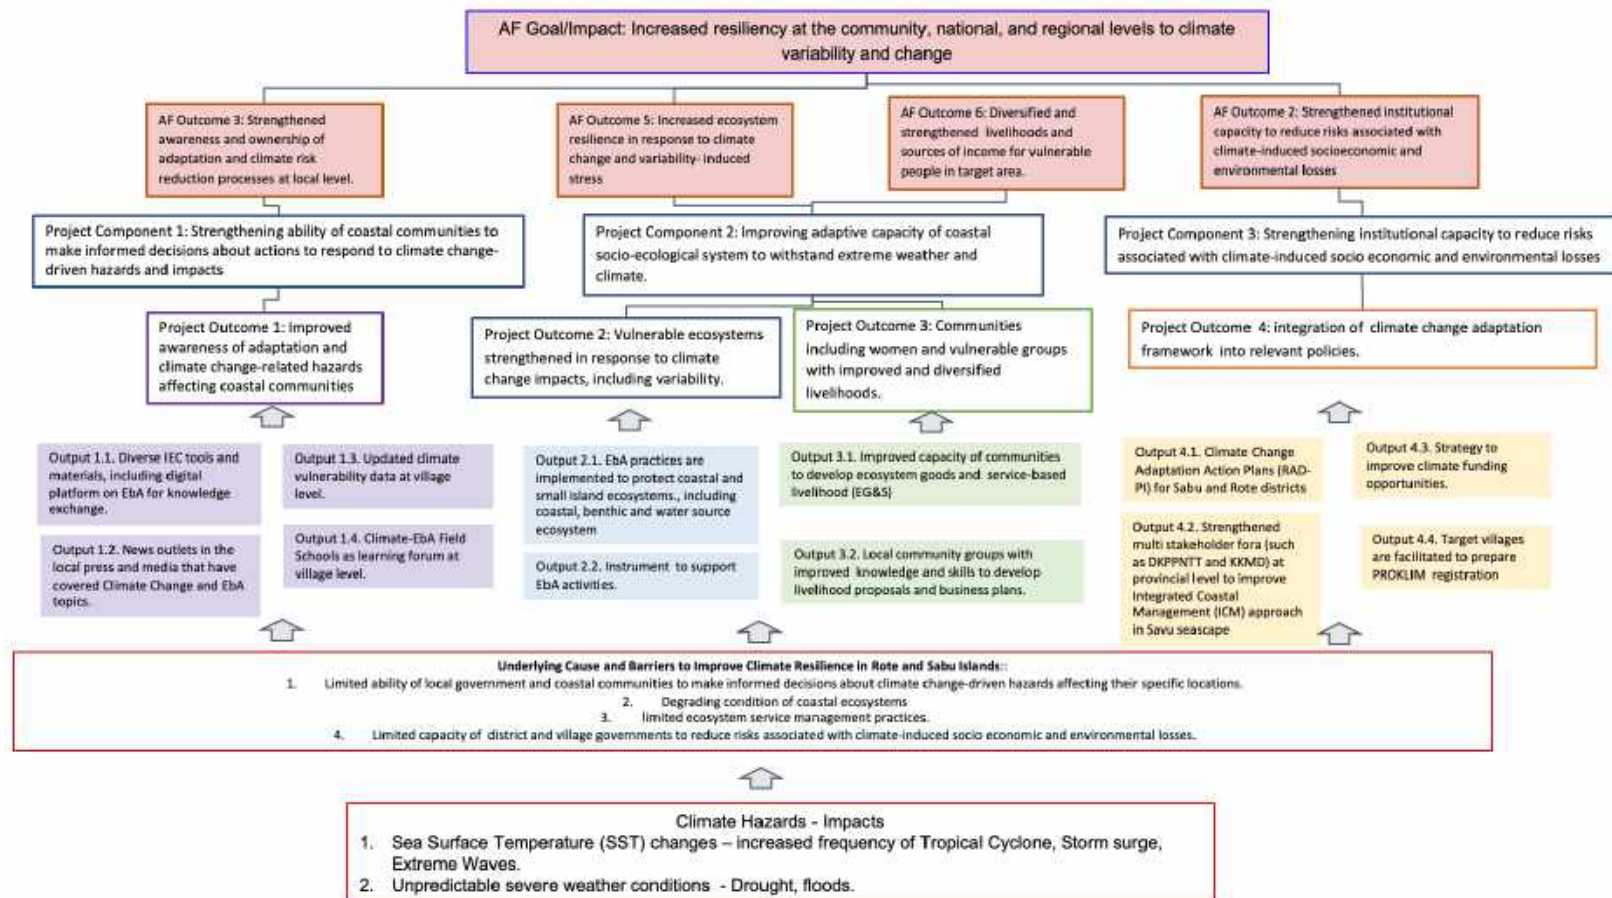 AF Goal/Impact: Increased resiliency at the community, national, and regional levels to climate
variability and change
AF Outcome 3: Strengthened
awareness and ownership of
adaptation and climate risk
reduction processes at local level.
AF Outcome 5: Increased ecosystem
resilience in response to climate
change and variability- induced
stress
AF Outcome 6: Diversified and
strengthened livelihoods and
sources of income for vulnerable
people in target area.
AF Outcome 2: Strengthened institutional
capacity to reduce risks associated with
climate-induced socioeconomic and
environmental losses
Project Component 1: Strengthening ability of coastal communities to
make informed decisions about actions to respond to climate change-
driven hazards and impacts
Project Component 2: Improving adaptive capacity of coastal
socio-ecological system to withstand extreme weather and
climate.
Project Component 3: Strengthening institutional capacity to reduce risks
associated with climate-induced socio economic and environmental losses
Project Outcome 1: Improved
awareness of adaptation and
climate change-related hazards
affecting coastal communities
Project Outcome 2: Vulnerable ecosystems
strengthened in response to climate
change impacts, including variability.
Project Outcome 3: Communities
including women and vulnerable groups
with improved and diversified
livelihoods.
Project Outcome 4: integration of climate change adaptation
framework into relevant policies.
Output 1.1. Diverse IEC tools and
materials, including digital
platform on EbA for knowledge
exchange.
Output 1.2. News outlets in the
local press and media that have
covered Climate Change and EbA
topics.
Output 1.3. Updated climate
vulnerability data at village
level.
Output 1.4. Climate-EbA Field
Schools as learning forum at
village level.
Output 2.1. EbA practices are
implemented to protect coastal and
small island ecosystems., including
coastal, benthic and water source
ecosystem
Output 2.2. Instrument to support
EbA activities.
Output 3.1. Improved capacity of communities
to develop ecosystem goods and service-based
livelihood (EG&S)
Output 3.2. Local community groups with
improved knowledge and skills to develop
livelihood proposals and business plans.
Output 4.1. Climate Change
Adaptation Action Plans (RAD-
PI) for Sabu and Rote districts
Output 4.2. Strengthened
multi stakeholder fora (such
as DKPPNTT and KKMD) at
provincial level to improve
Integrated Coastal
Management (ICM) approach
in Savu seascape
Output 4.3. Strategy to
improve climate funding
opportunities.
Output 4.4. Target villages
are facilitated to prepare
PROKLIM registration
Underlying Cause and Barriers to Improve Climate Resilience in Rote and Sabu Islands::
1. Limited ability of local government and coastal communities to make informed decisions about climate change-driven hazards affecting their specific locations.
2. Degrading condition of coastal ecosystems
3. limited ecosystem service management practices.
4. Limited capacity of district and village governments to reduce risks associated with climate-induced socio economic and environmental losses.
Climate Hazards - Impacts
1. Sea Surface Temperature (SST) changes – increased frequency of Tropical Cyclone, Storm surge,
Extreme Waves.
2. Unpredictable severe weather conditions - Drought, floods.